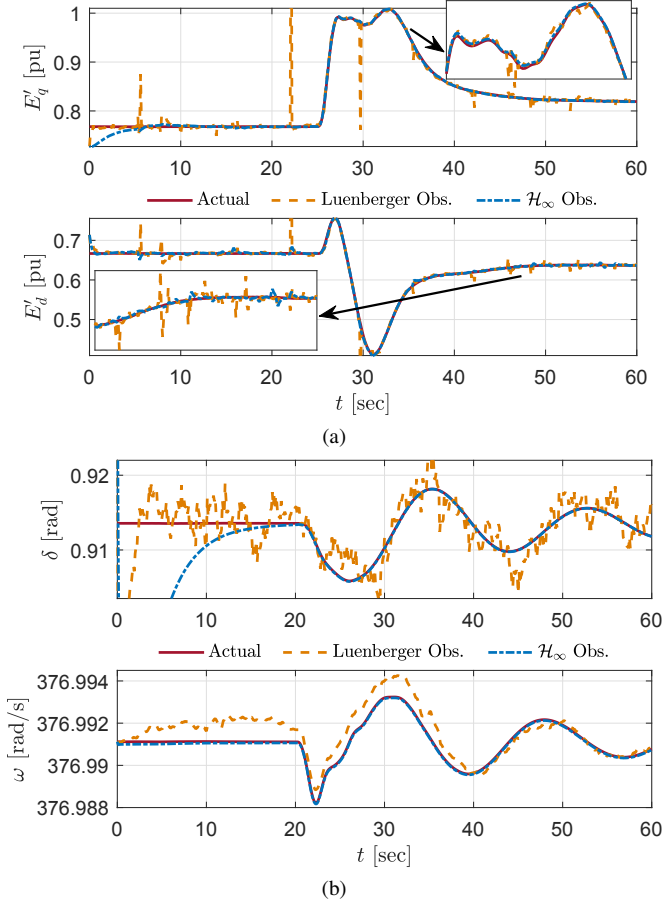 1
0.9
0.8
E′q [pu]
0 10 20 30 40 50 60
Actual Luenberger Obs. H∞ Obs.
0.7
0.6
0.5
E′d [pu]
0 10 20 30 40 50 60
t [sec]
(a)
0.92
0.91
δ [rad]
0 10 20 30 40 50 60
Actual Luenberger Obs. H∞ Obs.
376.994
376.992
376.99
376.988
ω [rad/s]
0 10 20 30 40 50 60
t [sec]
(b)